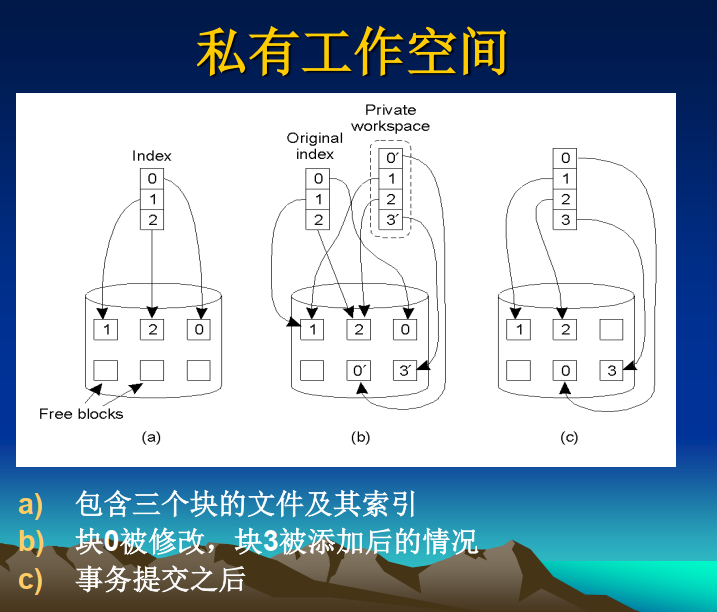 私有工作空间
Private
workspace
Original
index
Index
0
1
2
0
1
2
0′
1
2
3′
0
1
2
3
1 2 0
1 2 0
0′ 3′
1 2
0 3
Free blocks
(a) (b) (c)
a) 包含三个块的文件及其索引
b) 块0被修改，块3被添加后的情况
c) 事务提交之后